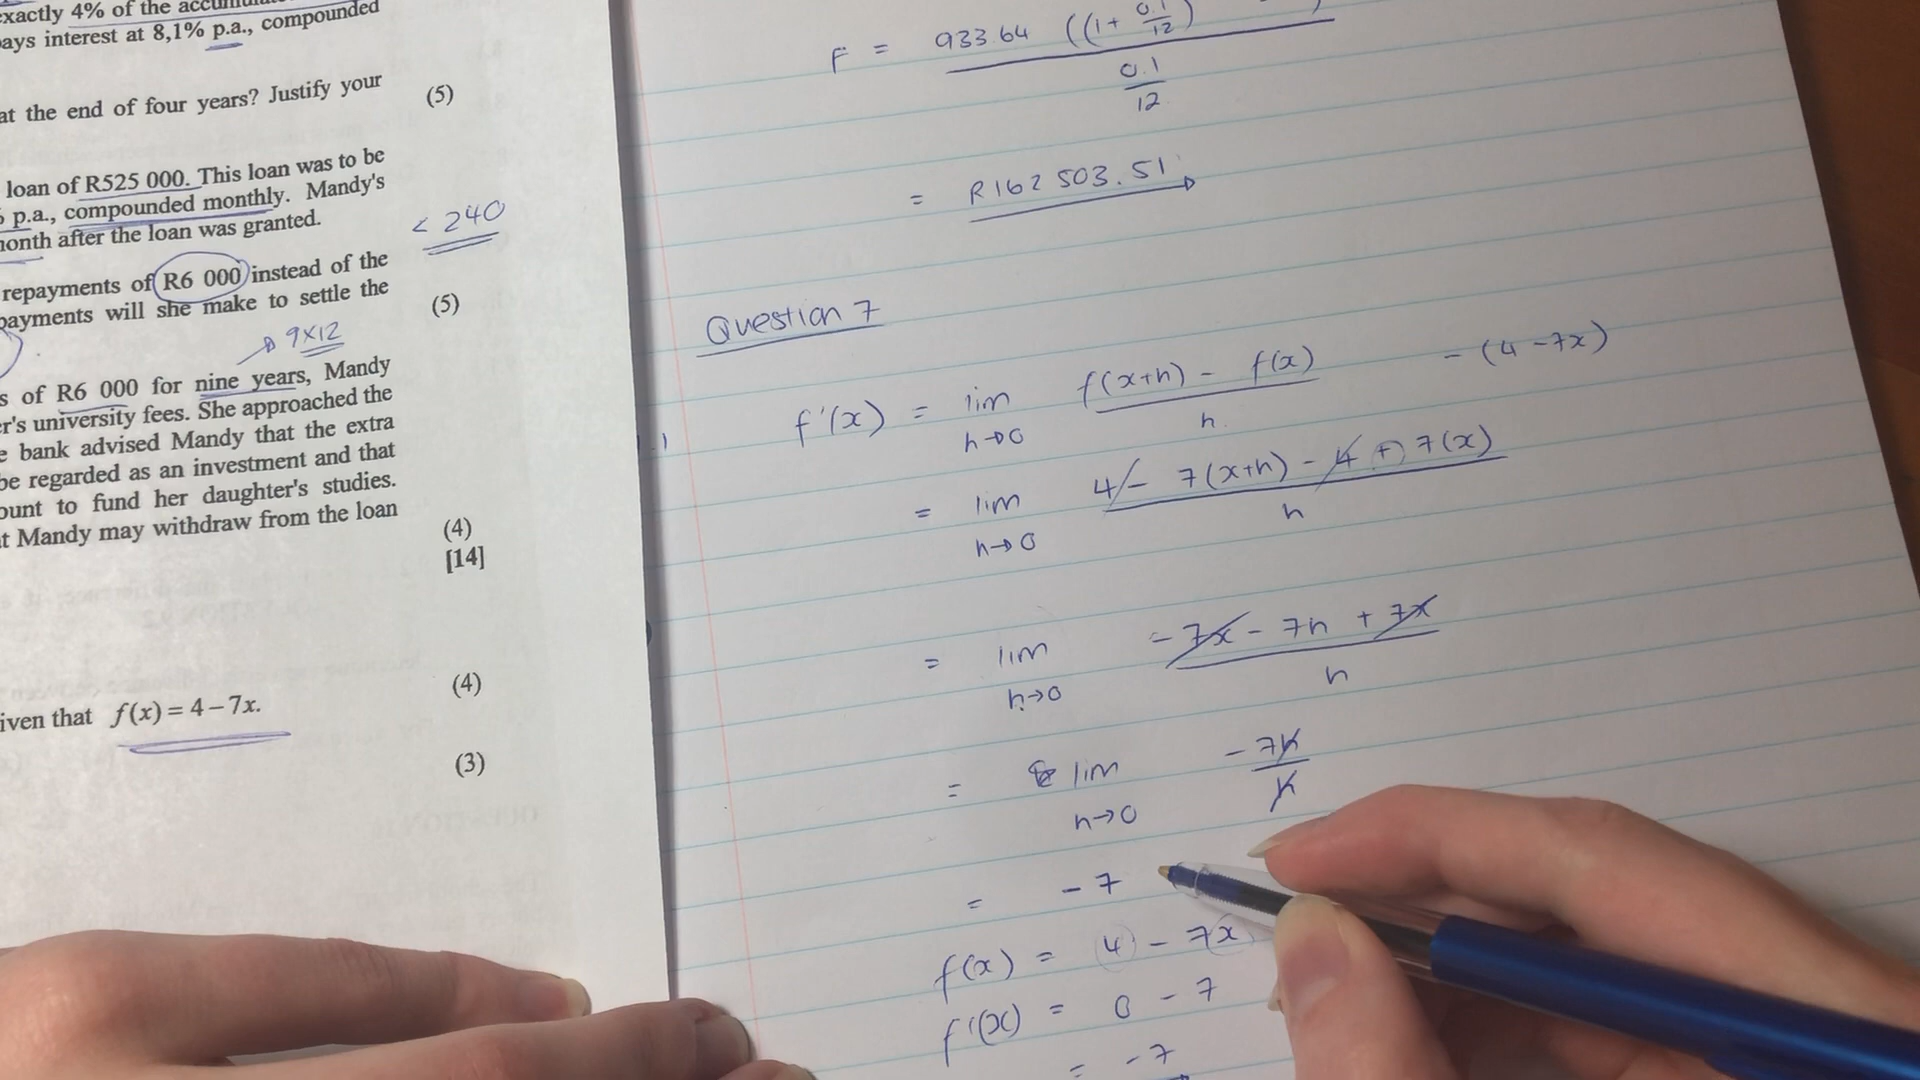 exactly 4% of the
ays interest at 8,1% p.a., compounded
at the end of four years? Justify your
(5)
loan of R525 000. This loan was to be
p.a., compounded monthly. Mandy's
month after the loan was granted.
< 240
repayments of R6 000 instead of the
payments will she make to settle the
(5)
9×12
s of R6 000 for nine years, Mandy
er's university fees. She approached the
e bank advised Mandy that the extra
be regarded as an investment and that
ount to fund her daughter's studies.
t Mandy may withdraw from the loan
(4)
[14]
(4)
iven that f(x) = 4 – 7x.
(3)
F = 933.64 ((1 + 0.1/12)
0.1
12
= R162 503.51
Question 7
.1 f'(x) = lim h→0 f(x+h) - f(x) / h - (4 - 7x)
= lim h→0 4 - 7(x+h) - 4 + 7(x) / h
= lim h→0 - 7x - 7h + 7x / h
= lim h→0 - 7h / h
= - 7
f(x) = 4 - 7x
f'(x) = 0 - 7
= - 7